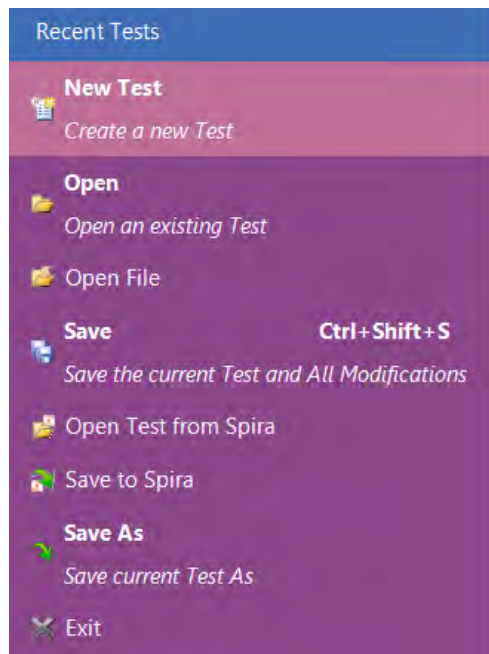 Recent Tests
New Test
Create a new Test
Open
Open an existing Test
Open File
Save Ctrl+Shift+S
Save the current Test and All Modifications
Open Test from Spira
Save to Spira
Save As
Save current Test As
Exit